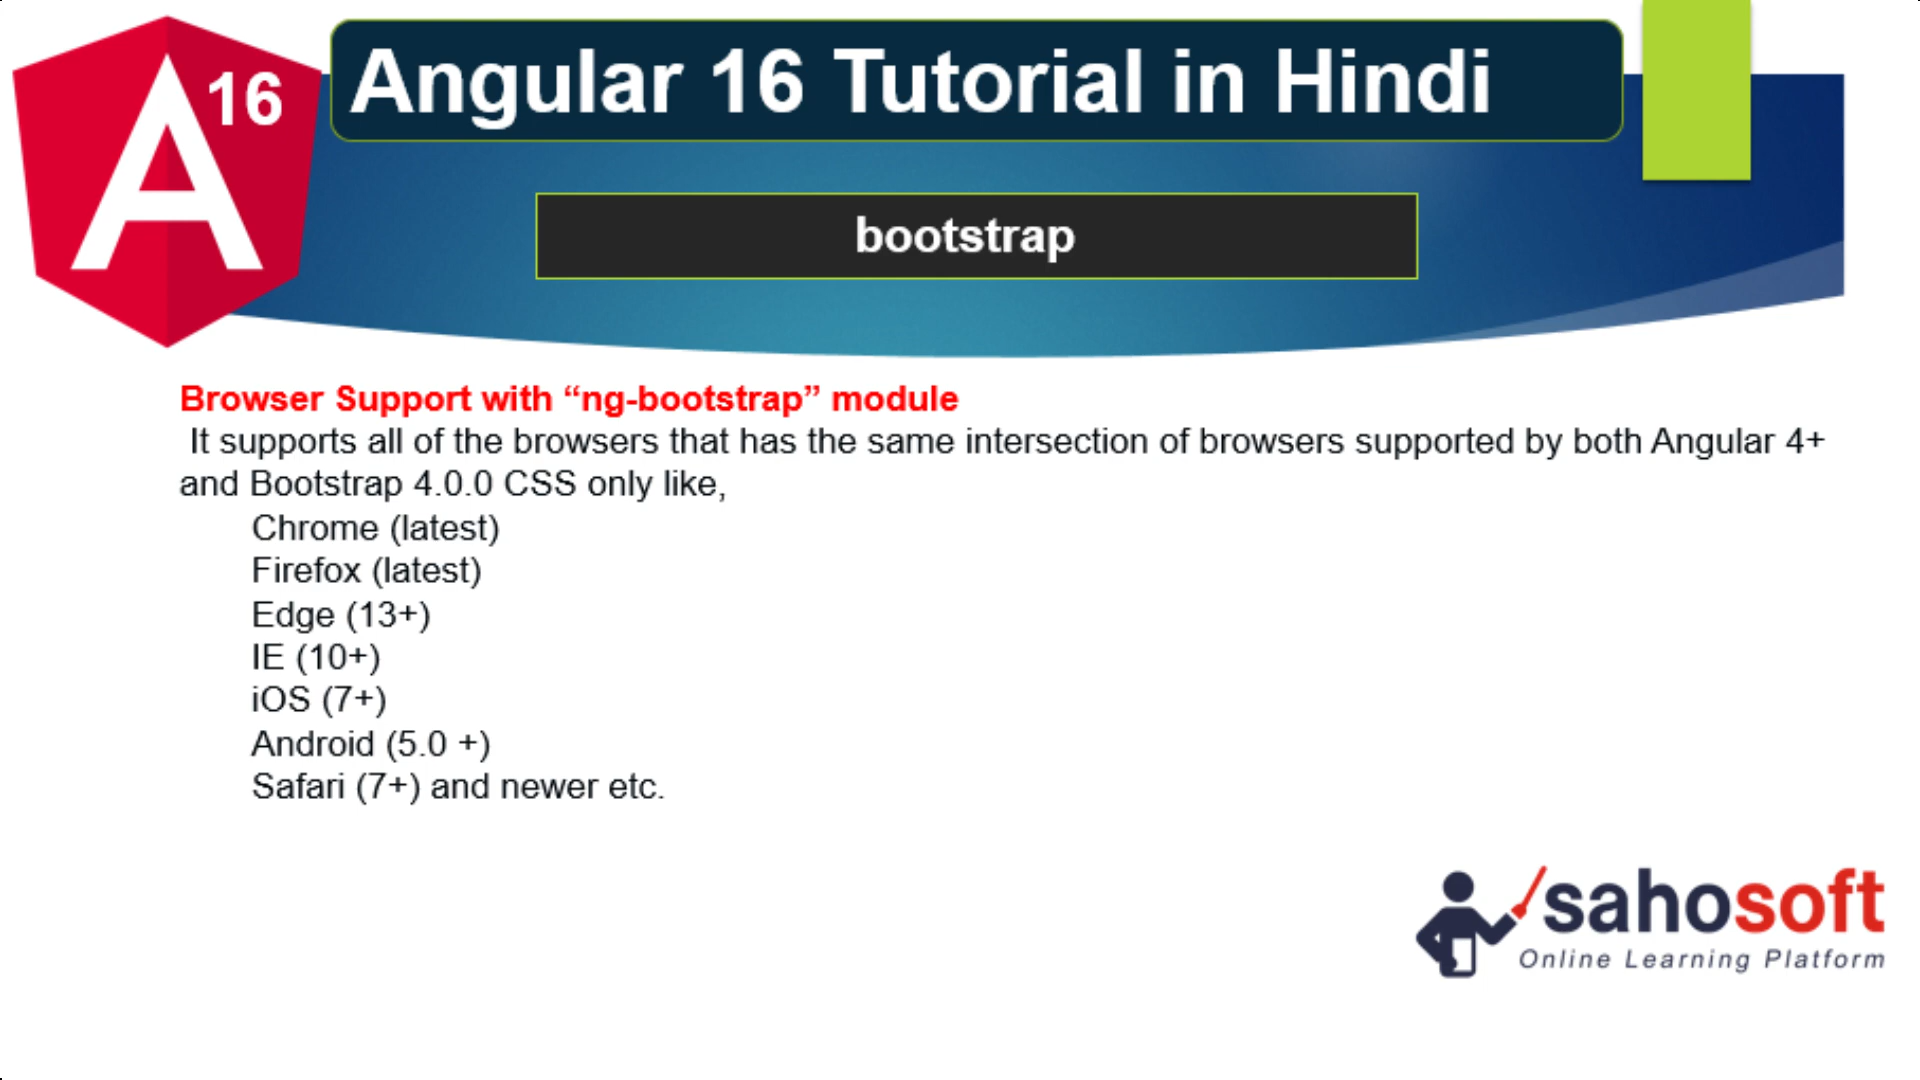 16
Angular 16 Tutorial in Hindi
bootstrap
Browser Support with “ng-bootstrap” module
It supports all of the browsers that has the same intersection of browsers supported by both Angular 4+
and Bootstrap 4.0.0 CSS only like,
Chrome (latest)
Firefox (latest)
Edge (13+)
IE (10+)
iOS (7+)
Android (5.0 +)
Safari (7+) and newer etc.
sahosoft
Online Learning Platform